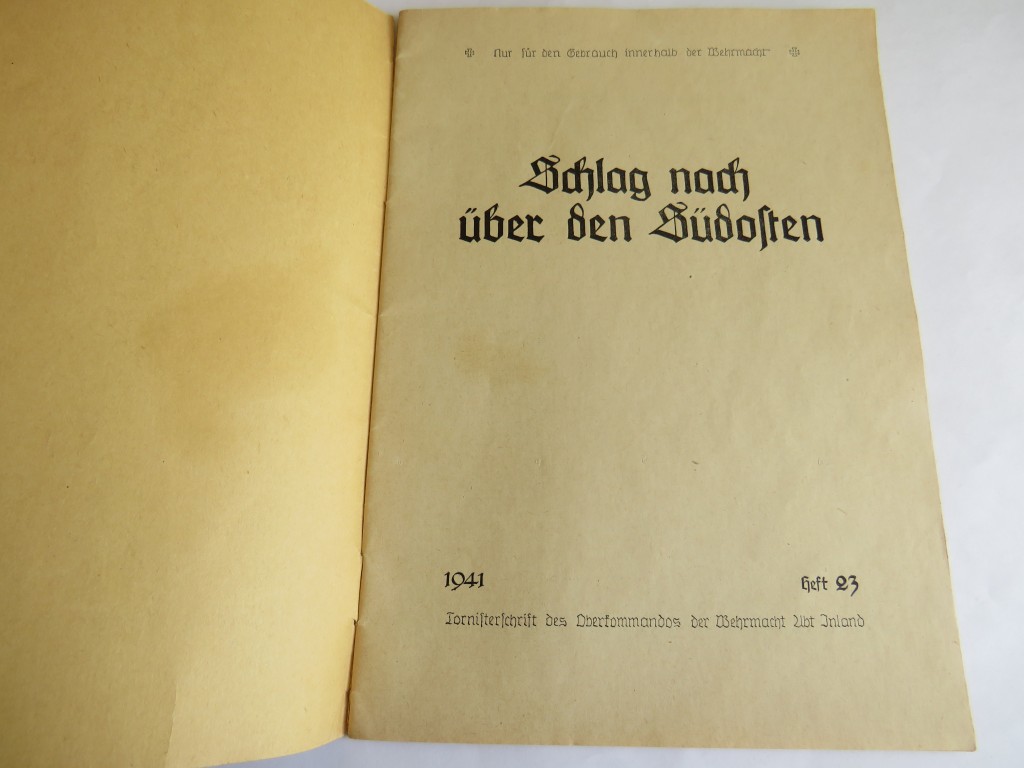 Nur für den Gebrauch innerhalb der Wehrmacht
Schlag nach
über den Südosten
1941 Heft 23
Tornisterschrift des Oberkommandos der Wehrmacht Abt Inland